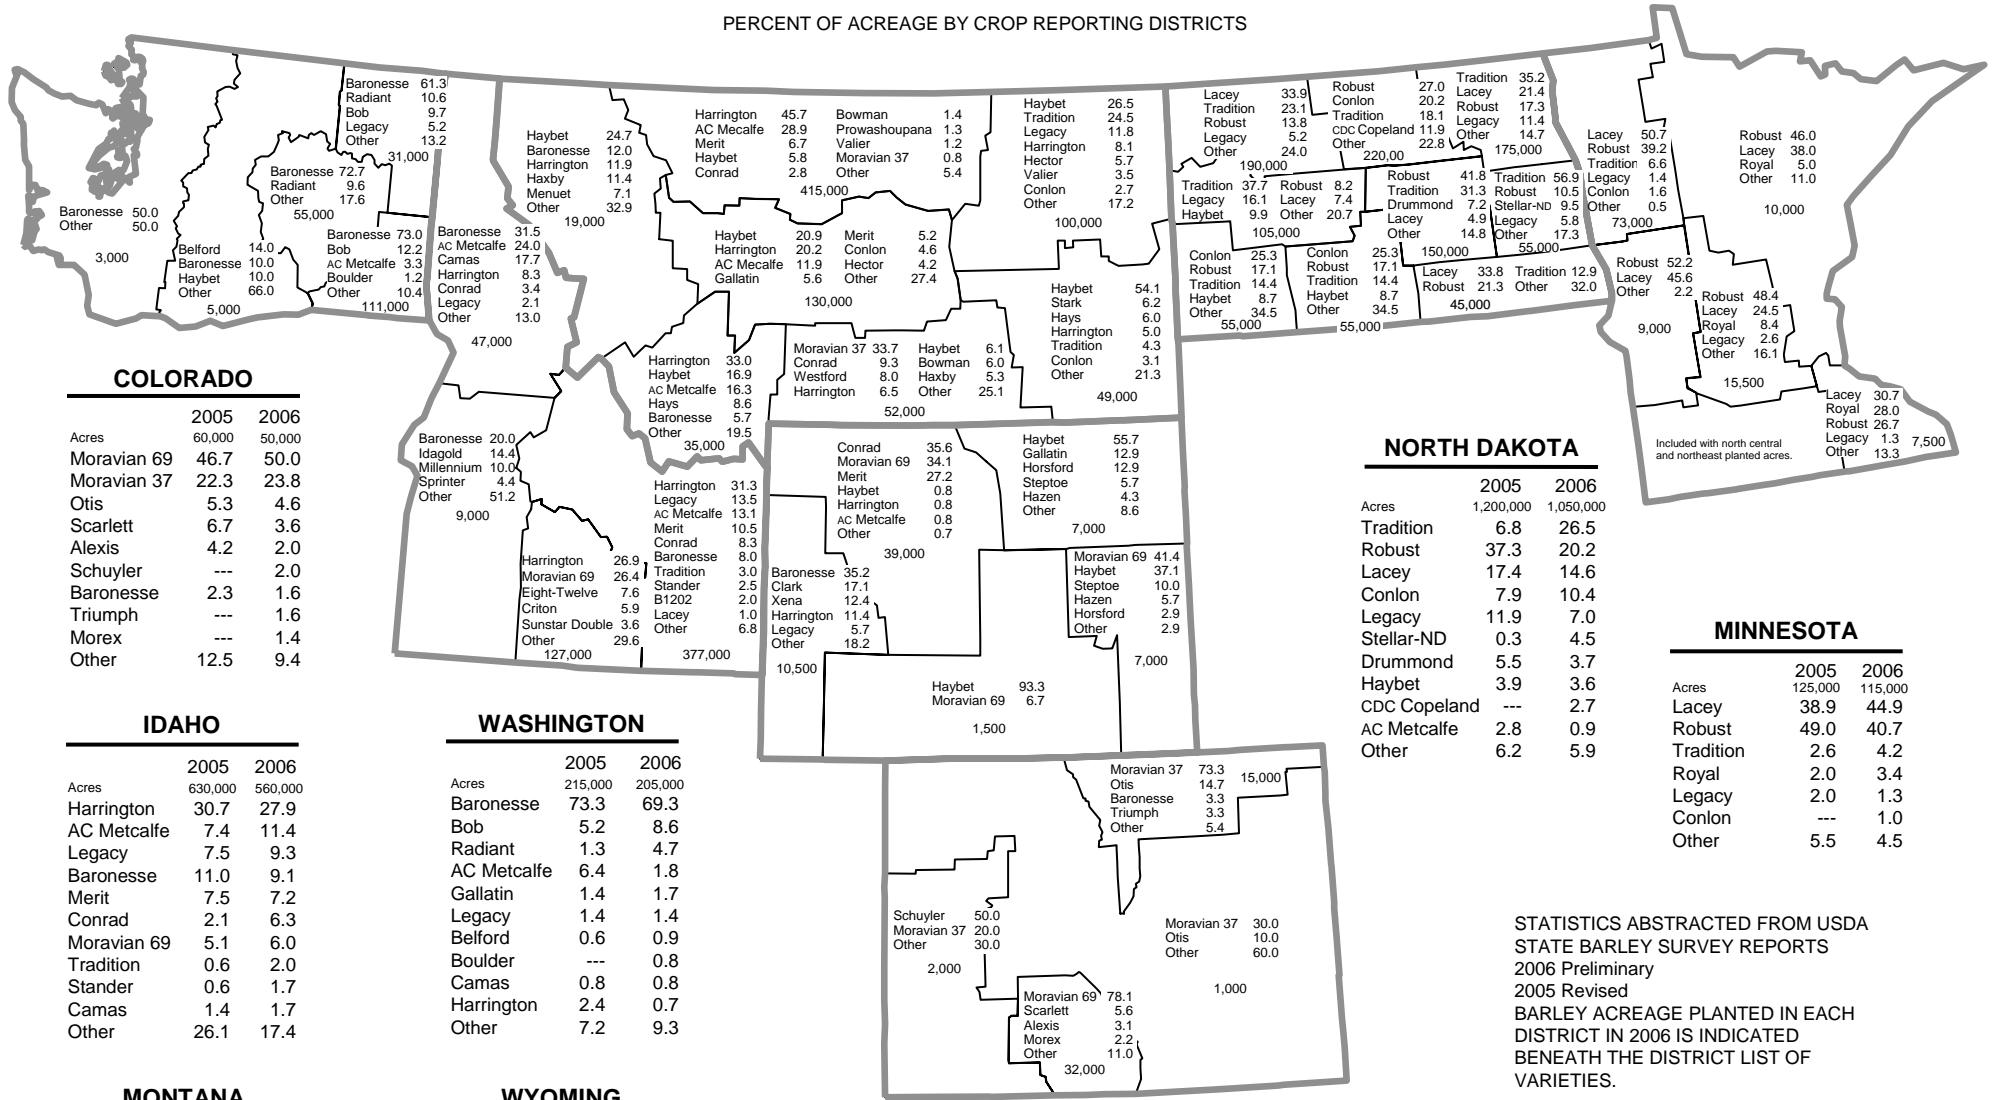 PERCENT OF ACREAGE BY CROP REPORTING DISTRICTS
Baronesse 50.0
Other 50.0
3,000
Belford 14.0
Baronesse 10.0
Haybet 10.0
Other 66.0
5,000
Baronesse 72.7
Radiant 9.6
Other 17.6
55,000
Baronesse 61.3
Radiant 10.6
Bob 9.7
Legacy 5.2
Other 13.2
31,000
Baronesse 73.0
Bob 12.2
AC Metcalfe 3.3
Boulder 1.2
Other 10.4
111,000
Baronesse 31.5
AC Metcalfe 24.0
Camas 17.7
Harrington 8.3
Conrad 3.4
Legacy 2.1
Other 13.0
47,000
Baronesse 20.0
Idagold 14.4
Millennium 10.0
Sprinter 4.4
Other 51.2
9,000
Harrington 26.9
Moravian 69 26.4
Eight-Twelve 7.6
Criton 5.9
Sunstar Double 3.6
Other 29.6
127,000
Harrington 31.3
Legacy 13.5
AC Metcalfe 13.1
Merit 10.5
Conrad 8.3
Baronesse 8.0
Tradition 3.0
Stander 2.5
B1202 2.0
Lacey 1.0
Other 6.8
377,000
Haybet 24.7
Baronesse 12.0
Harrington 11.9
Haxby 11.4
Menuet 7.1
Other 32.9
19,000
Harrington 45.7 Bowman 1.4
AC Mecalfe 28.9 Prowashoupana 1.3
Merit 6.7 Valier 1.2
Haybet 5.8 Moravian 37 0.8
Conrad 2.8 Other 5.4
415,000
Haybet 26.5
Tradition 24.5
Legacy 11.8
Harrington 8.1
Hector 5.7
Valier 3.5
Conlon 2.7
Other 17.2
100,000
Haybet 20.9 Merit 5.2
Harrington 20.2 Conlon 4.6
AC Mecalfe 11.9 Hector 4.2
Gallatin 5.6 Other 27.4
130,000
Harrington 33.0
Haybet 16.9
AC Metcalfe 16.3
Hays 8.6
Baronesse 5.7
Other 19.5
35,000
Moravian 37 33.7 Haybet 6.1
Conrad 9.3 Bowman 6.0
Westford 8.0 Haxby 5.3
Harrington 6.5 Other 25.1
52,000
Haybet 54.1
Stark 6.2
Hays 6.0
Harrington 5.0
Tradition 4.3
Conlon 3.1
Other 21.3
49,000
Conrad 35.6
Moravian 69 34.1
Merit 27.2
Haybet 0.8
Harrington 0.8
AC Metcalfe 0.8
Other 0.7
39,000
Haybet 55.7
Gallatin 12.9
Horsford 12.9
Steptoe 5.7
Hazen 4.3
Other 8.6
7,000
Baronesse 35.2
Clark 17.1
Xena 12.4
Harrington 11.4
Legacy 5.7
Other 18.2
10,500
Moravian 69 41.4
Haybet 37.1
Steptoe 10.0
Hazen 5.7
Horsford 2.9
Other 2.9
7,000
Haybet 93.3
Moravian 69 6.7
1,500
Moravian 37 73.3
Otis 14.7
Baronesse 3.3
Triumph 3.3
Other 5.4
15,000
Schuyler 50.0
Moravian 37 20.0
Other 30.0
2,000
Moravian 37 30.0
Otis 10.0
Other 60.0
1,000
Moravian 69 78.1
Scarlett 5.6
Alexis 3.1
Morex 2.2
Other 11.0
32,000
Lacey 33.9
Tradition 23.1
Robust 13.8
Legacy 5.2
Other 24.0
190,000
Robust 27.0
Conlon 20.2
Tradition 18.1
CDC Copeland 11.9
Other 22.8
220,00
Tradition 35.2
Lacey 21.4
Robust 17.3
Legacy 11.4
Other 14.7
175,000
Tradition 37.7 Robust 8.2
Legacy 16.1 Lacey 7.4
Haybet 9.9 Other 20.7
105,000
Robust 41.8
Tradition 31.3
Drummond 7.2
Lacey 4.9
Other 14.8
150,000
Tradition 56.9
Robust 10.5
Stellar-ND 9.5
Legacy 5.8
Other 17.3
55,000
Conlon 25.3
Robust 17.1
Tradition 14.4
Haybet 8.7
Other 34.5
55,000
Conlon 25.3
Robust 17.1
Tradition 14.4
Haybet 8.7
Other 34.5
55,000
Lacey 33.8 Tradition 12.9
Robust 21.3 Other 32.0
45,000
Lacey 50.7
Robust 39.2
Tradition 6.6
Legacy 1.4
Conlon 1.6
Other 0.5
73,000
Robust 46.0
Lacey 38.0
Royal 5.0
Other 11.0
10,000
Robust 52.2
Lacey 45.6
Other 2.2
9,000
Robust 48.4
Lacey 24.5
Royal 8.4
Legacy 2.6
Other 16.1
15,500
Included with north central
and northeast planted acres.
Lacey 30.7
Royal 28.0
Robust 26.7
Legacy 1.3
Other 13.3
7,500
COLORADO
2005 2006
Acres 60,000 50,000
Moravian 69 46.7 50.0
Moravian 37 22.3 23.8
Otis 5.3 4.6
Scarlett 6.7 3.6
Alexis 4.2 2.0
Schuyler --- 2.0
Baronesse 2.3 1.6
Triumph --- 1.6
Morex --- 1.4
Other 12.5 9.4
IDAHO
2005 2006
Acres 630,000 560,000
Harrington 30.7 27.9
AC Metcalfe 7.4 11.4
Legacy 7.5 9.3
Baronesse 11.0 9.1
Merit 7.5 7.2
Conrad 2.1 6.3
Moravian 69 5.1 6.0
Tradition 0.6 2.0
Stander 0.6 1.7
Camas 1.4 1.7
Other 26.1 17.4
WASHINGTON
2005 2006
Acres 215,000 205,000
Baronesse 73.3 69.3
Bob 5.2 8.6
Radiant 1.3 4.7
AC Metcalfe 6.4 1.8
Gallatin 1.4 1.7
Legacy 1.4 1.4
Belford 0.6 0.9
Boulder --- 0.8
Camas 0.8 0.8
Harrington 2.4 0.7
Other 7.2 9.3
NORTH DAKOTA
2005 2006
Acres 1,200,000 1,050,000
Tradition 6.8 26.5
Robust 37.3 20.2
Lacey 17.4 14.6
Conlon 7.9 10.4
Legacy 11.9 7.0
Stellar-ND 0.3 4.5
Drummond 5.5 3.7
Haybet 3.9 3.6
CDC Copeland --- 2.7
AC Metcalfe 2.8 0.9
Other 6.2 5.9
MINNESOTA
2005 2006
Acres 125,000 115,000
Lacey 38.9 44.9
Robust 49.0 40.7
Tradition 2.6 4.2
Royal 2.0 3.4
Legacy 2.0 1.3
Conlon --- 1.0
Other 5.5 4.5
STATISTICS ABSTRACTED FROM USDA
STATE BARLEY SURVEY REPORTS
2006 Preliminary
2005 Revised
BARLEY ACREAGE PLANTED IN EACH
DISTRICT IN 2006 IS INDICATED
BENEATH THE DISTRICT LIST OF
VARIETIES.
MONTANA
WYOMING